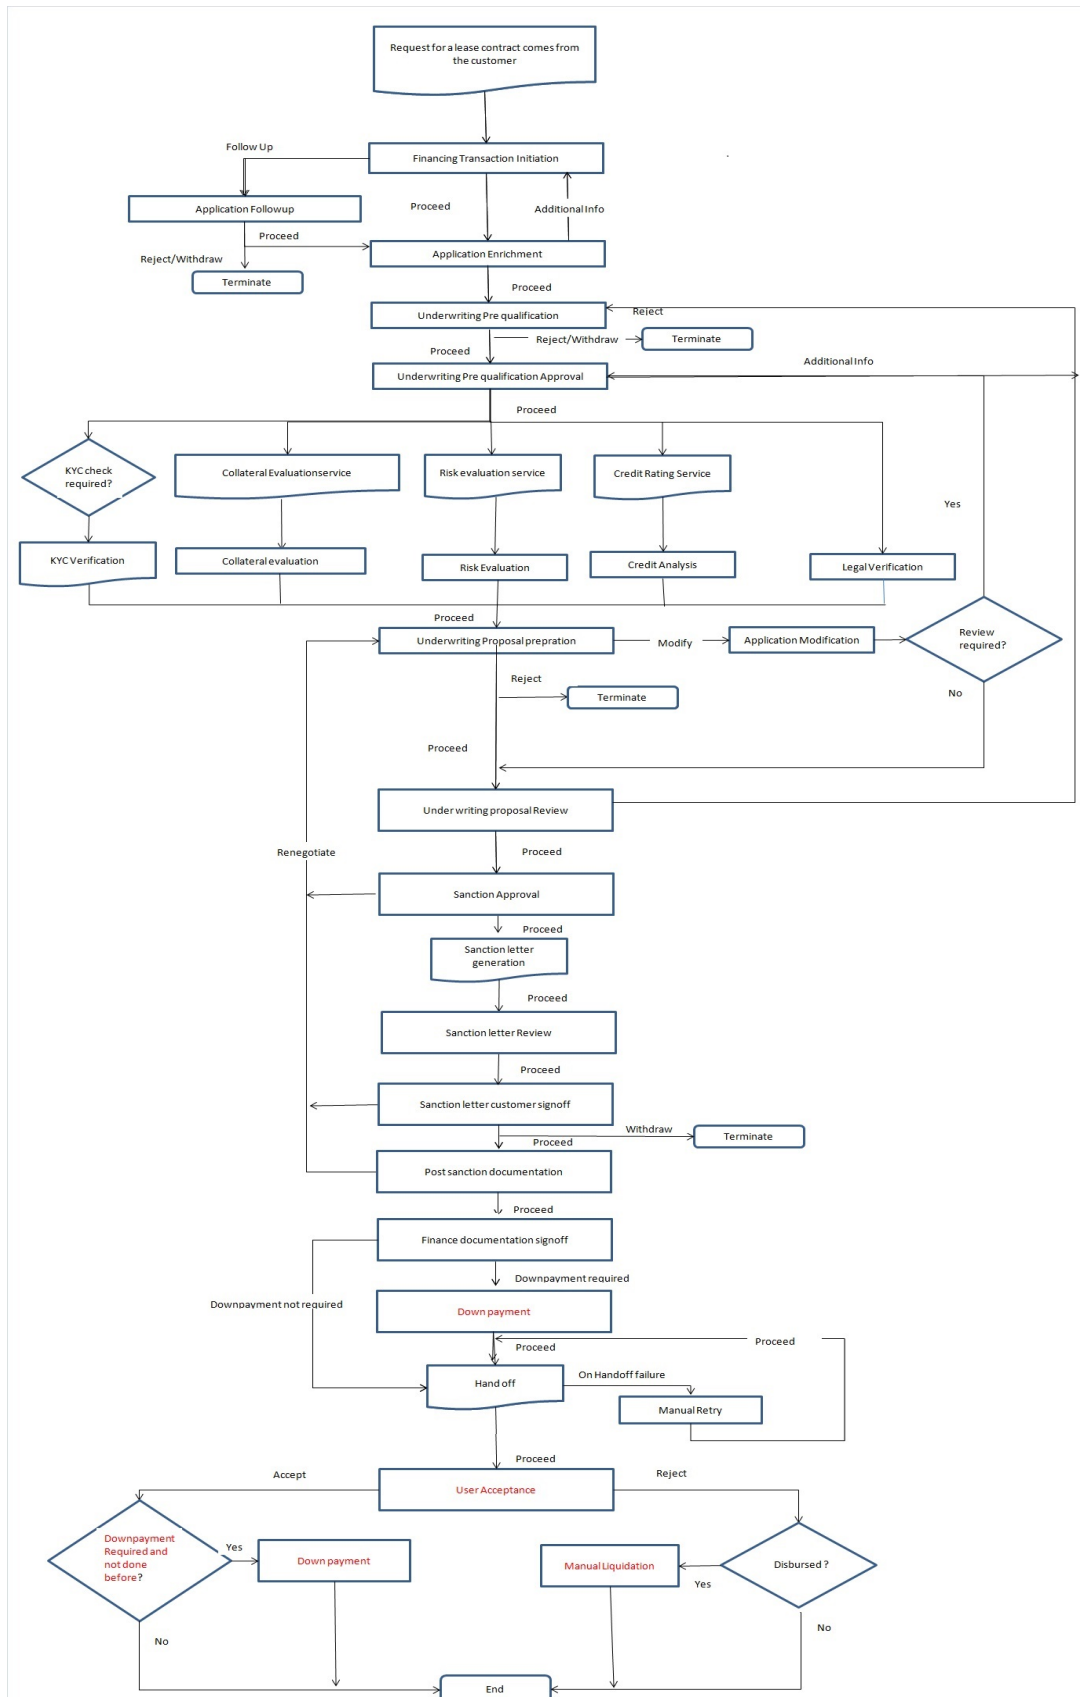 Request for a lease contract comes from
the customer
Follow Up
Financing Transaction Initiation
Application Followup
Proceed
Additional Info
Proceed
Application Enrichment
Reject/Withdraw
Terminate
Proceed
Underwriting Pre qualification
Reject
Reject/Withdraw
Terminate
Proceed
Additional Info
Underwriting Pre qualification Approval
Proceed
KYC check
required?
Collateral Evaluationservice
Risk evaluation service
Credit Rating Service
Yes
KYC Verification
Collateral evaluation
Risk Evaluation
Credit Analysis
Legal Verification
Proceed
Underwriting Proposal prepration
Modify
Application Modification
Review
required?
Reject
Terminate
No
Proceed
Under writing proposal Review
Renegotiate
Proceed
Sanction Approval
Proceed
Sanction letter
generation
Proceed
Sanction letter Review
Proceed
Sanction letter customer signoff
Withdraw
Terminate
Proceed
Post sanction documentation
Proceed
Finance documentation signoff
Downpayment required
Downpayment not required
Down payment
Proceed
Proceed
Hand off
On Handoff failure
Manual Retry
Proceed
Accept
User Acceptance
Reject
Downpayment
Required and
not done
before?
Yes
Down payment
Manual Liquidation
Yes
Disbursed ?
No
No
End